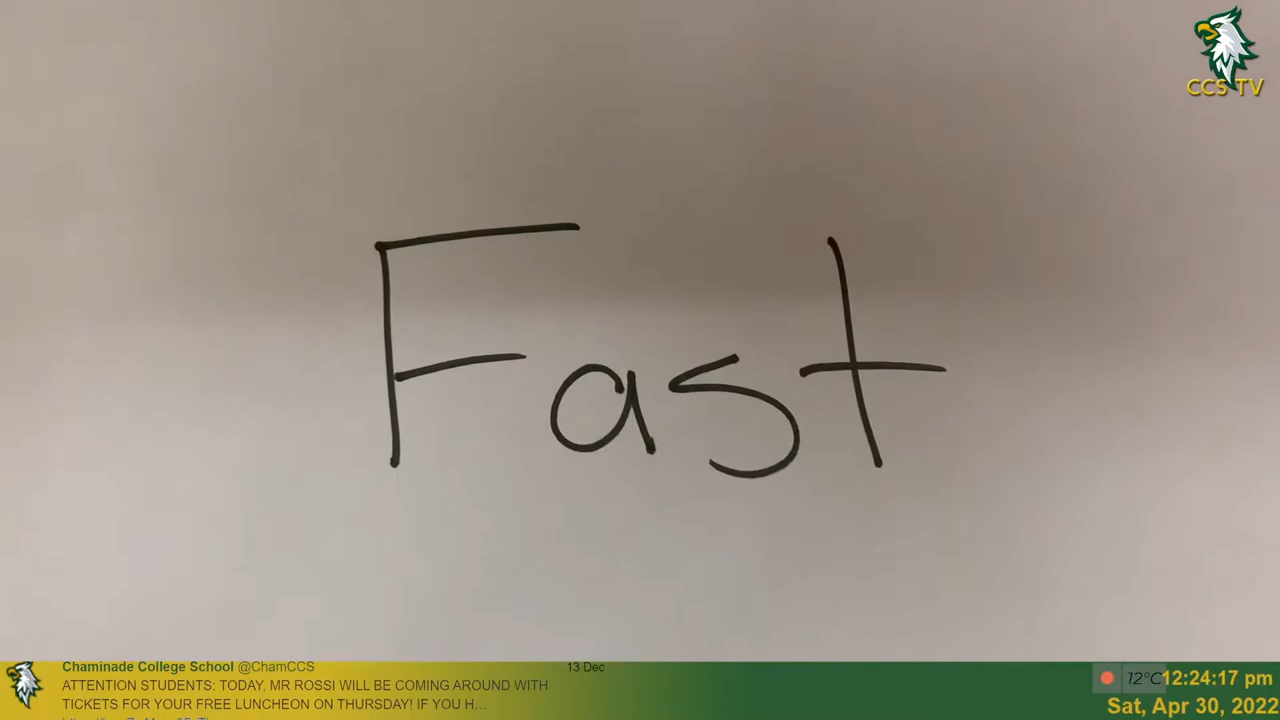 CCS TV
Fast
Chaminade College School @ChamCCS
13 Dec
ATTENTION STUDENTS: TODAY, MR ROSSI WILL BE COMING AROUND WITH
TICKETS FOR YOUR FREE LUNCHEON ON THURSDAY! IF YOU H…
12°C
12:24:17 pm
Sat, Apr 30, 2022